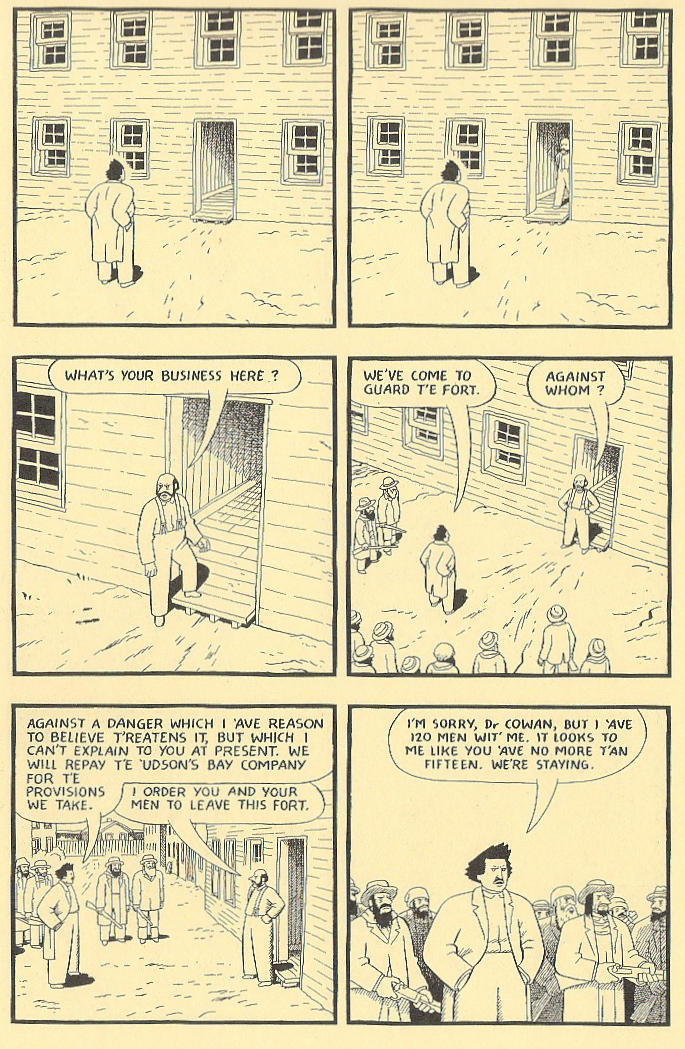 WHAT'S YOUR BUSINESS HERE?
WE'VE COME TO
GUARD T'E FORT.
AGAINST
WHOM?
AGAINST A DANGER WHICH I 'AVE REASON
TO BELIEVE T'REATENS IT, BUT WHICH I
CAN'T EXPLAIN TO YOU AT PRESENT. WE
WILL REPAY T'E 'UDSON'S BAY COMPANY
FOR T'E
PROVISIONS
WE TAKE.
I ORDER YOU AND YOUR
MEN TO LEAVE THIS FORT.
I'M SORRY, Dr COWAN, BUT I 'AVE
120 MEN WIT' ME. IT LOOKS TO
ME LIKE YOU 'AVE NO MORE T'AN
FIFTEEN. WE'RE STAYING.